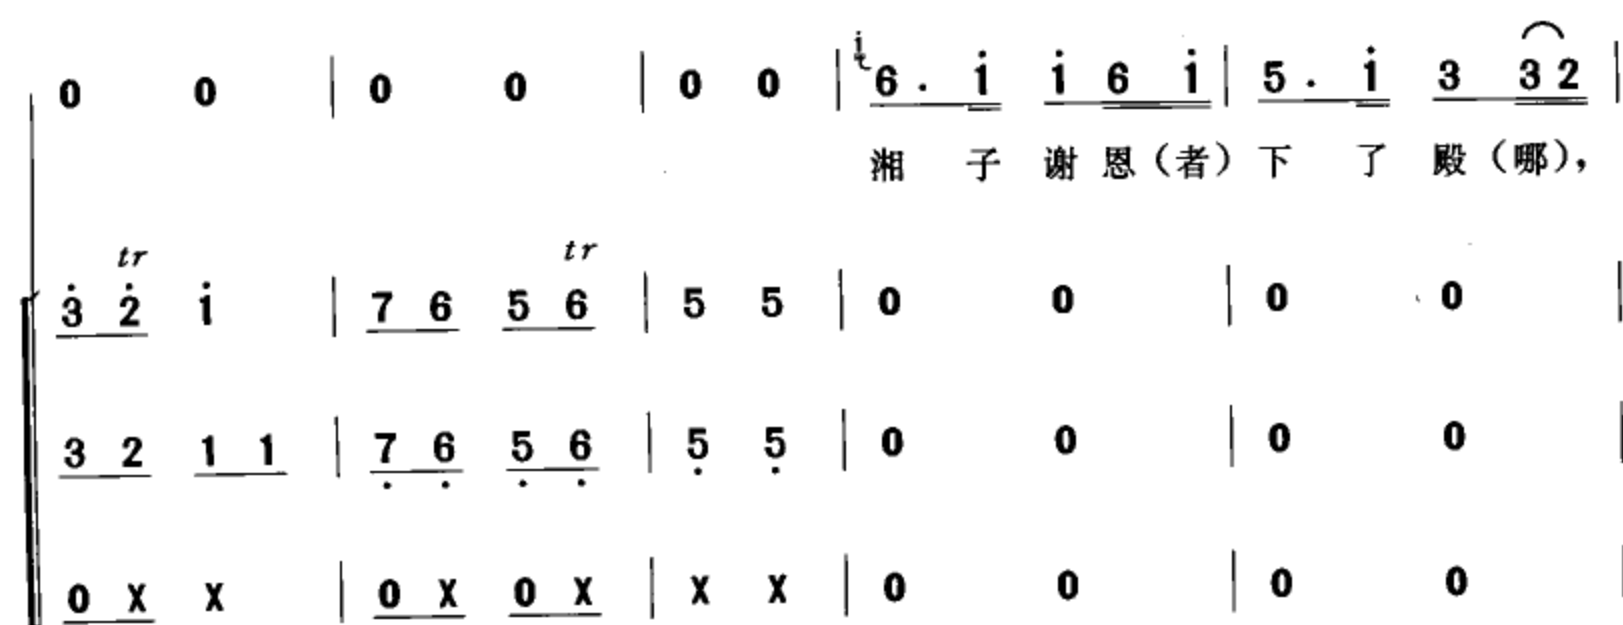 0 0 | 0 0 | 0 0 | i 6 . i i 6 i | 5 . i 3 3 2 |
湘 子 谢 恩（者）下 了 殿（哪），
tr tr
3 2 i | 7 6 5 6 | 5 5 | 0 0 | 0 0 |
3 2 1 1 | 7 6 5 6 | 5 5 | 0 0 | 0 0 |
0 X X | 0 X 0 X | X X | 0 0 | 0 0 |